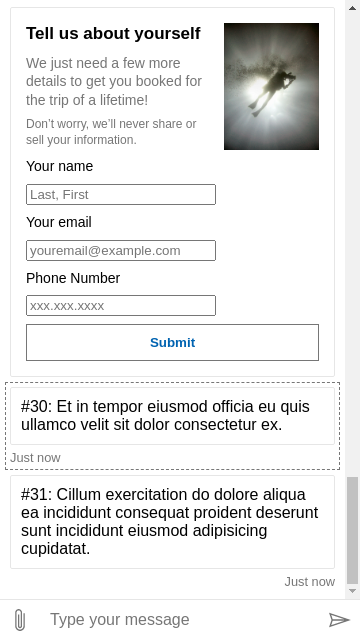 Tell us about yourself
We just need a few more
details to get you booked for
the trip of a lifetime!
Don't worry, we'll never share or
sell your information.
Your name
Last, First
Your email
youremail@example.com
Phone Number
xxx.xxx.xxxx
Submit
#30: Et in tempor eiusmod officia eu quis
ullamco velit sit dolor consectetur ex.
Just now
#31: Cillum exercitation do dolore aliqua
ea incididunt consequat proident deserunt
sunt incididunt eiusmod adipisicing
cupidatat.
Just now
Type your message